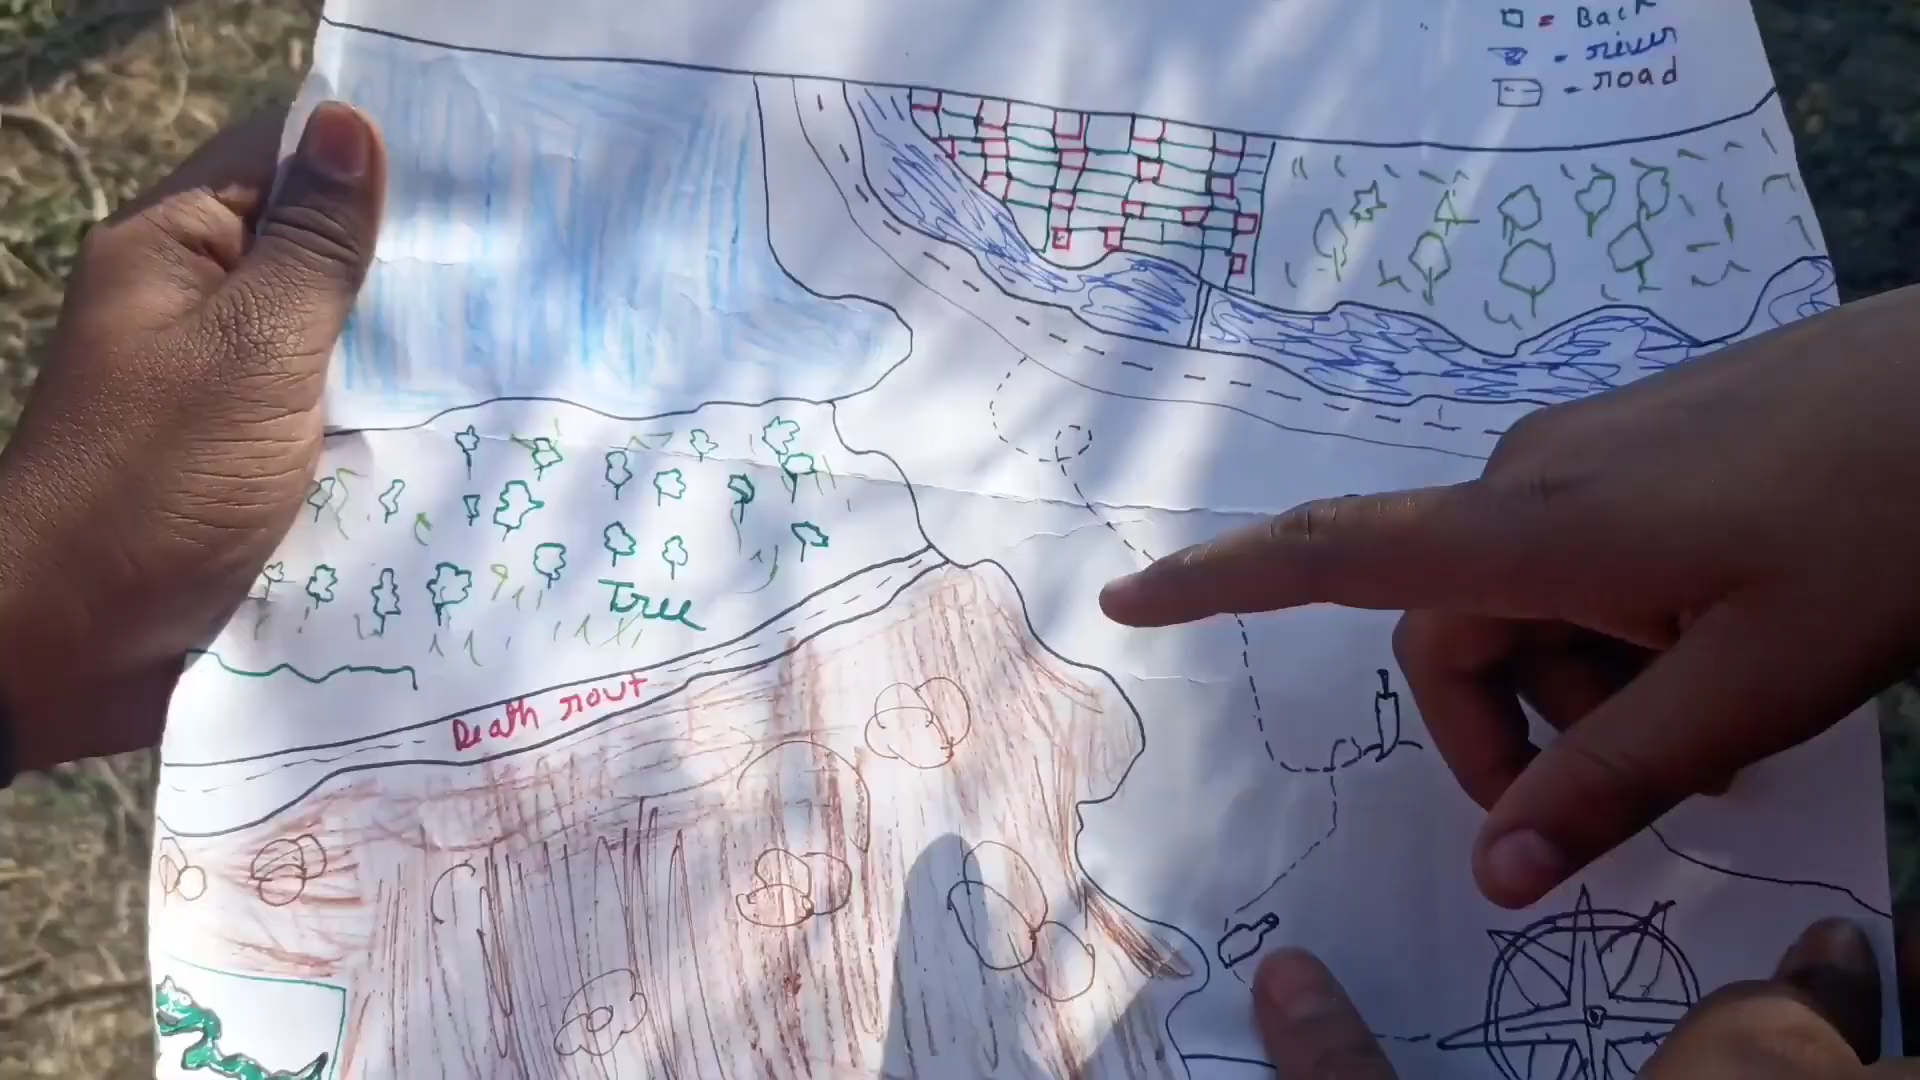 = Back
- river
- road
Tree
Death rout